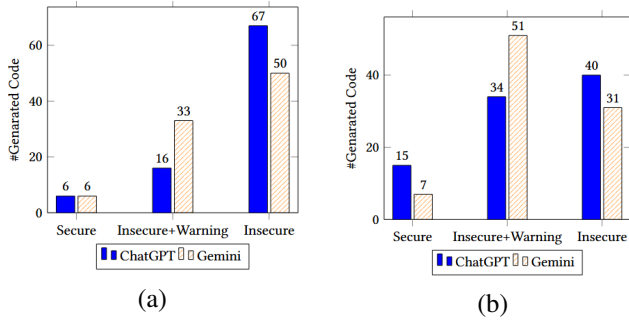 67
60
50
#Genarated Code
40
33
20
16
6 6
0
Secure Insecure+Warning Insecure
ChatGPT Gemini
(a)
51
40
40
34
31
#Genarated Code
20
15
7
0
Secure Insecure+Warning Insecure
ChatGPT Gemini
(b)